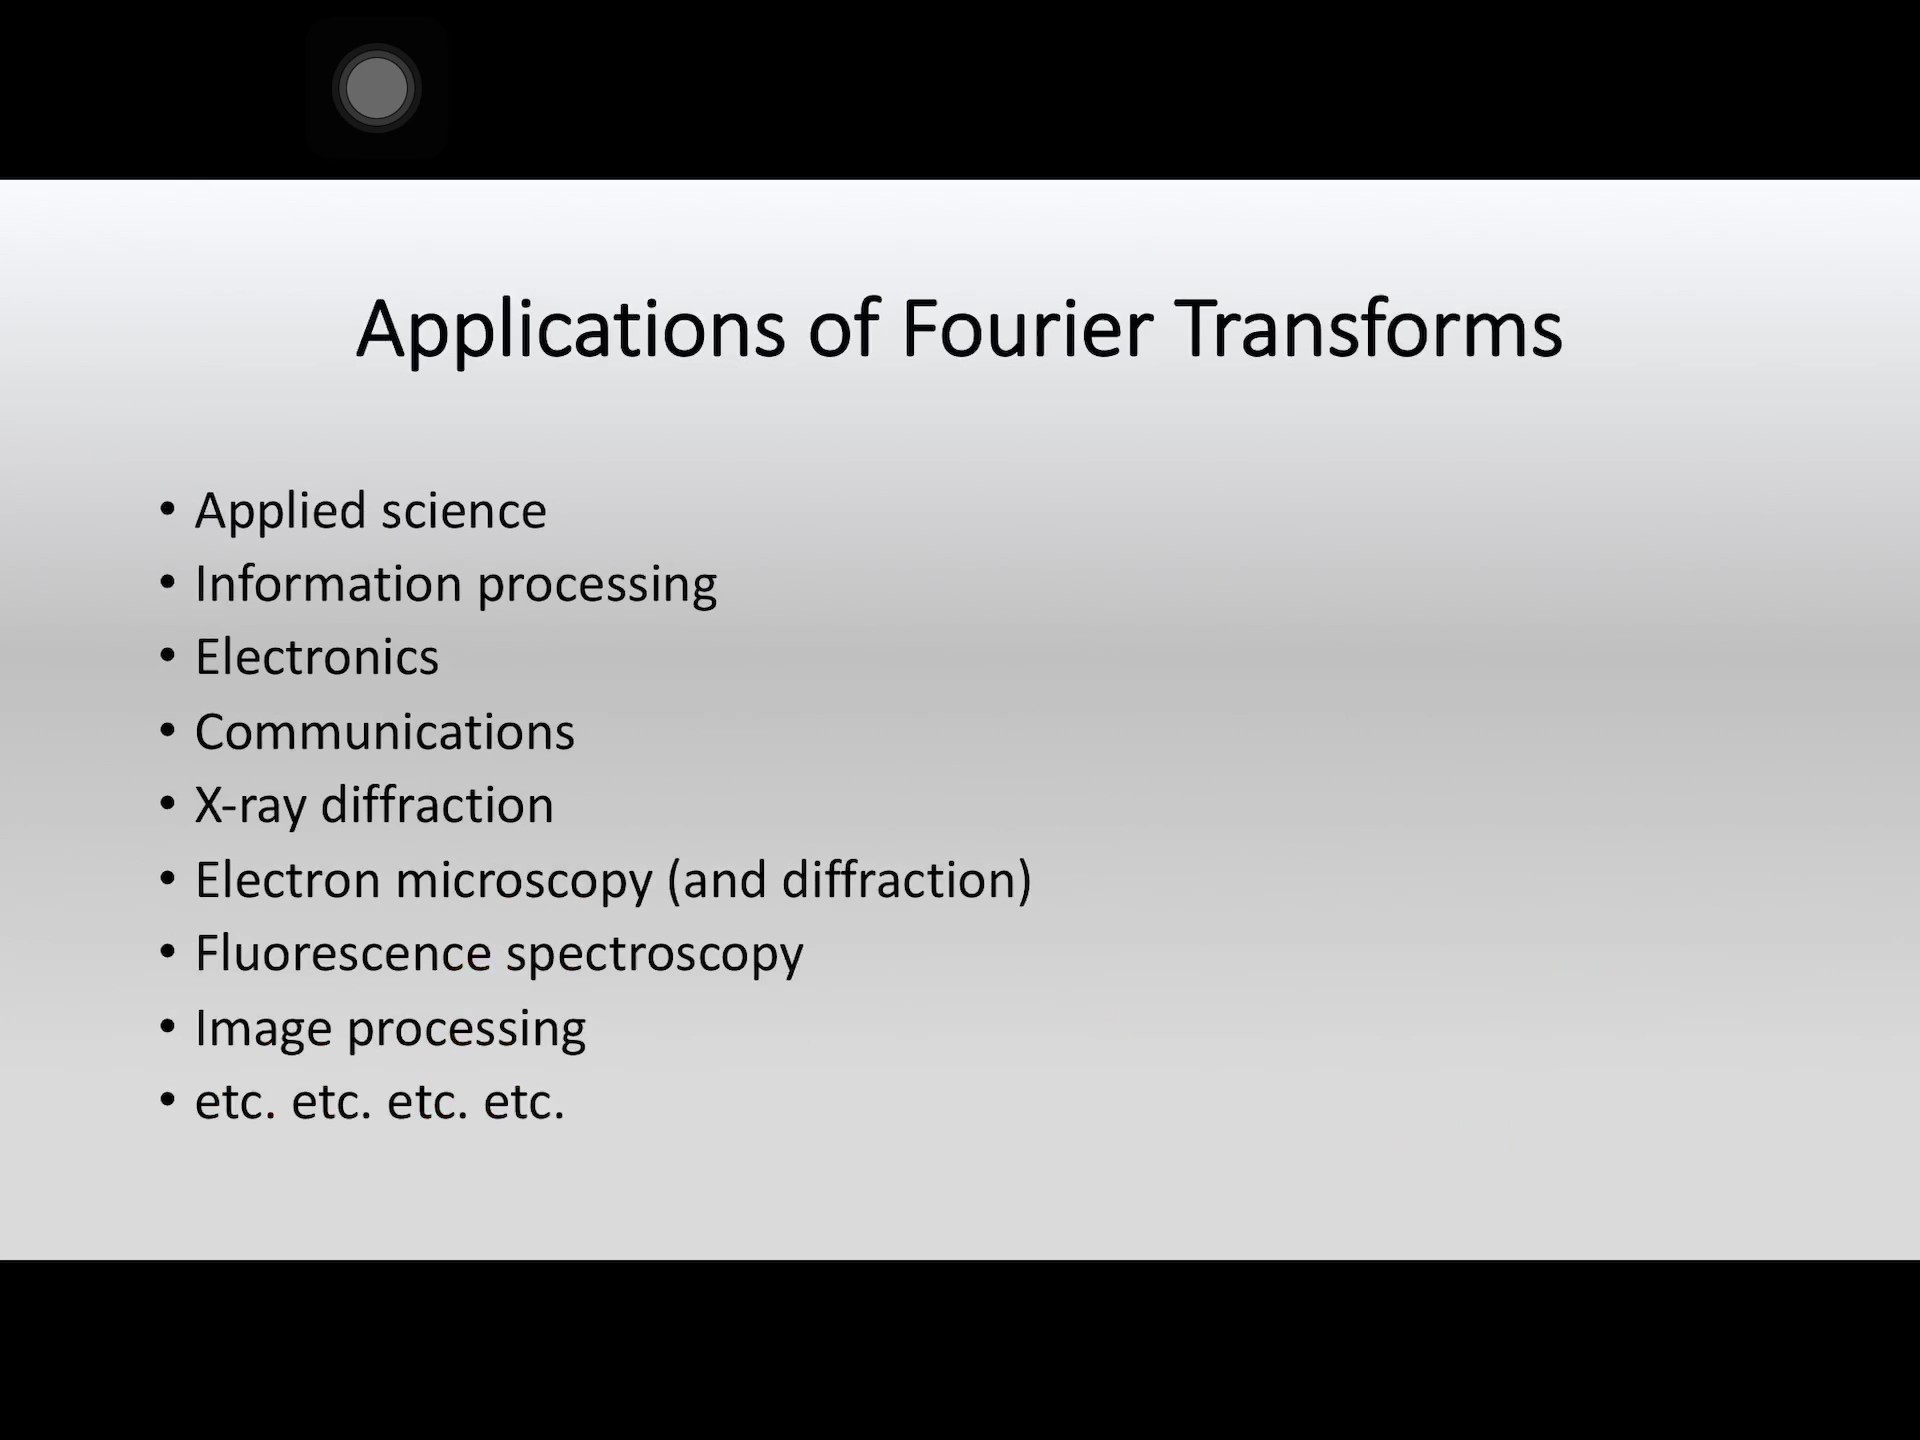 Applications of Fourier Transforms
• Applied science
• Information processing
• Electronics
• Communications
• X-ray diffraction
• Electron microscopy (and diffraction)
• Fluorescence spectroscopy
• Image processing
• etc. etc. etc. etc.